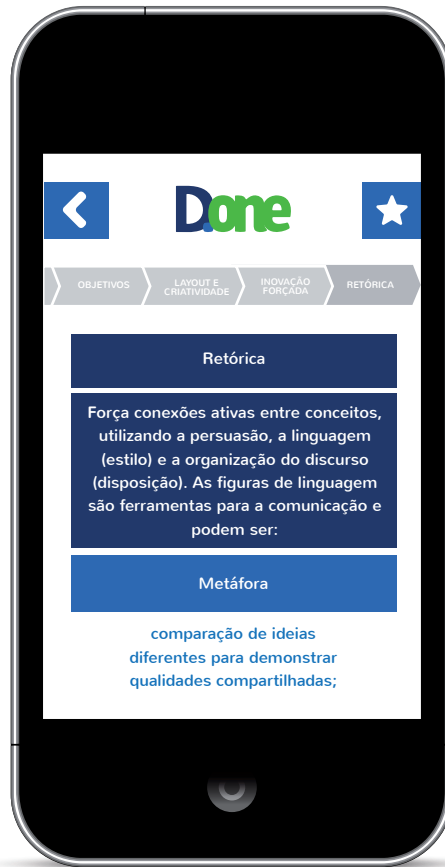 D.one
OBJETIVOS
LAYOUT E
CRIATIVIDADE
INOVAÇÃO
FORÇADA
RETÓRICA
Retórica
Força conexões ativas entre conceitos,
utilizando a persuasão, a linguagem
(estilo) e a organização do discurso
(disposição). As figuras de linguagem
são ferramentas para a comunicação e
podem ser:
Metáfora
comparação de ideias
diferentes para demonstrar
qualidades compartilhadas;